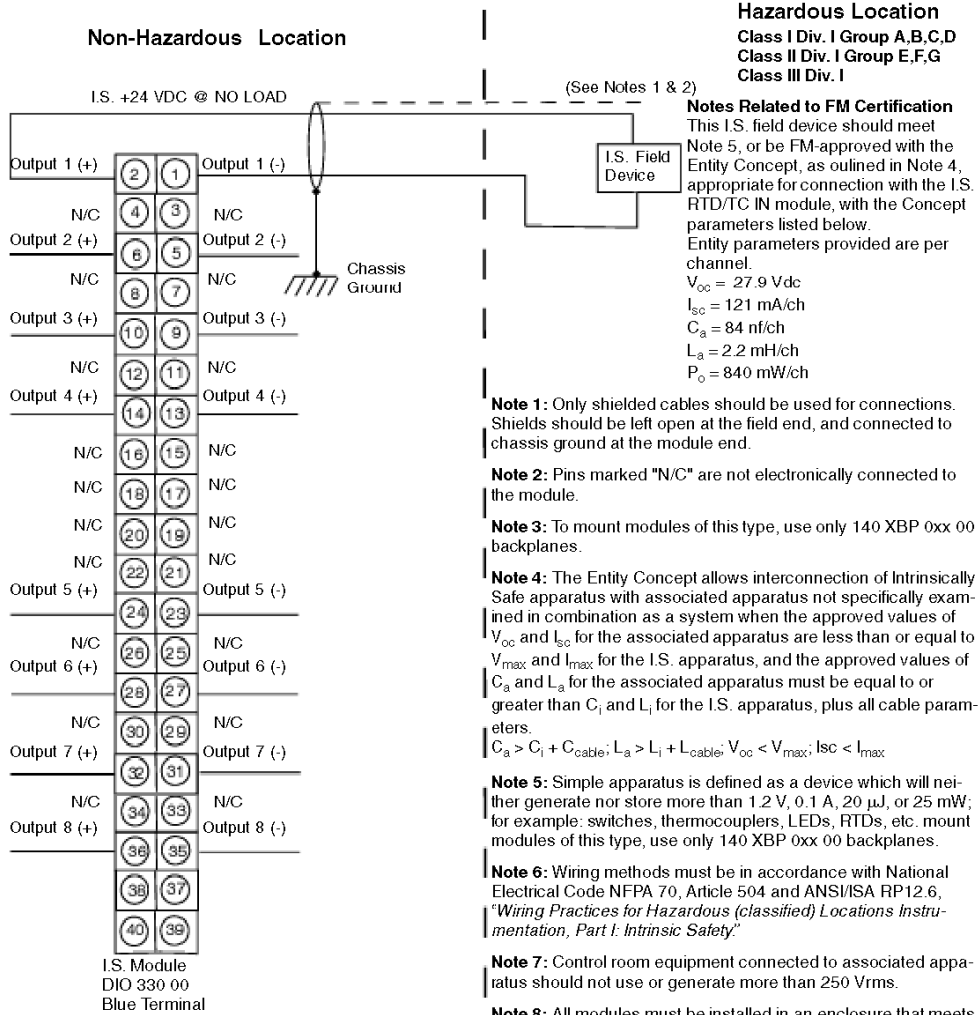 Non-Hazardous Location
Hazardous Location
Class I Div. I Group A,B,C,D
Class II Div. I Group E,F,G
Class III Div. I
I.S. +24 VDC @ NO LOAD
(See Notes 1 & 2)
Notes Related to FM Certification
This I.S. field device should meet
Note 5, or be FM-approved with the
Entity Concept, as oulined in Note 4,
appropriate for connection with the I.S.
RTD/TC IN module, with the Concept
parameters listed below.
Entity parameters provided are per
channel.
Voc = 27.9 Vdc
Isc = 121 mA/ch
Ca = 84 nf/ch
La = 2.2 mH/ch
Po = 840 mW/ch
I.S. Field
Device
Chassis
Ground
Output 1 (+) 2 1 Output 1 (-)
N/C 4 3 N/C
Output 2 (+) 6 5 Output 2 (-)
N/C 8 7 N/C
Output 3 (+) 10 9 Output 3 (-)
N/C 12 11 N/C
Output 4 (+) 14 13 Output 4 (-)
N/C 16 15 N/C
N/C 18 17 N/C
N/C 20 19 N/C
N/C 22 21 N/C
Output 5 (+) 24 23 Output 5 (-)
N/C 26 25 N/C
Output 6 (+) 28 27 Output 6 (-)
N/C 30 29 N/C
Output 7 (+) 32 31 Output 7 (-)
N/C 34 33 N/C
Output 8 (+) 36 35 Output 8 (-)
38 37
40 39
I.S. Module
DIO 330 00
Blue Terminal
Note 1: Only shielded cables should be used for connections.
Shields should be left open at the field end, and connected to
chassis ground at the module end.
Note 2: Pins marked "N/C" are not electronically connected to
the module.
Note 3: To mount modules of this type, use only 140 XBP 0xx 00
backplanes.
Note 4: The Entity Concept allows interconnection of Intrinsically
Safe apparatus with associated apparatus not specifically exam-
ined in combination as a system when the approved values of
Voc and Isc for the associated apparatus are less than or equal to
Vmax and Imax for the I.S. apparatus, and the approved values of
Ca and La for the associated apparatus must be equal to or
greater than Ci and Li for the I.S. apparatus, plus all cable param-
eters.
Ca > Ci + Ccable; La > Li + Lcable; Voc < Vmax; Isc < Imax
Note 5: Simple apparatus is defined as a device which will nei-
ther generate nor store more than 1.2 V, 0.1 A, 20 µJ, or 25 mW;
for example: switches, thermocouplers, LEDs, RTDs, etc. mount
modules of this type, use only 140 XBP 0xx 00 backplanes.
Note 6: Wiring methods must be in accordance with National
Electrical Code NFPA 70, Article 504 and ANSI/ISA RP12.6,
"Wiring Practices for Hazardous (classified) Locations Instru-
mentation, Part I: Intrinsic Safety."
Note 7: Control room equipment connected to associated appa-
ratus should not use or generate more than 250 Vrms.
Note 8: All modules must be installed in an enclosure that meets